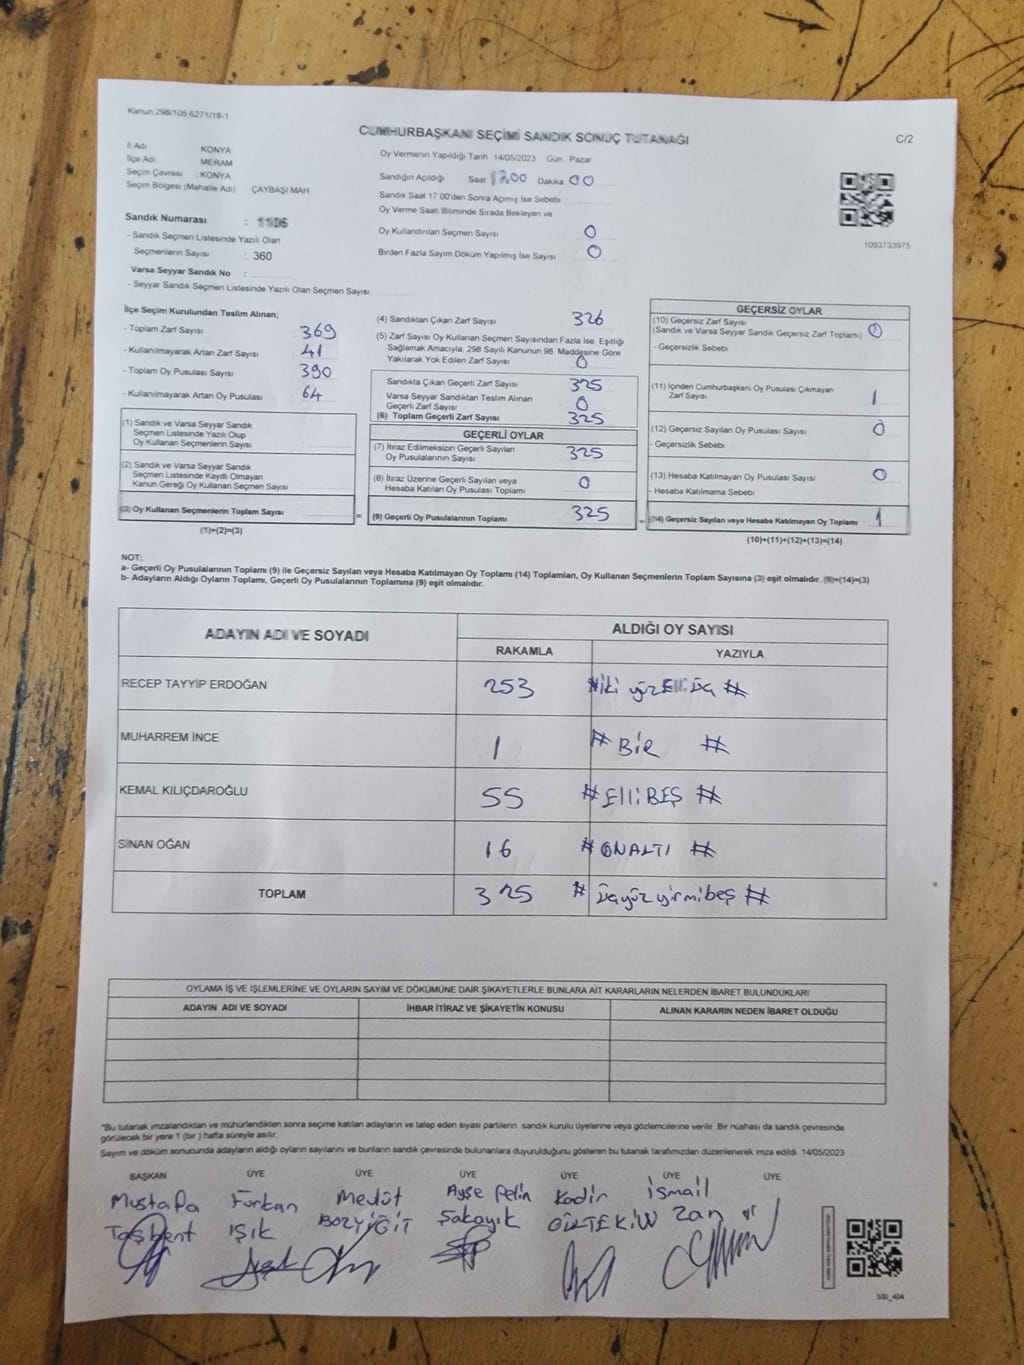 Kanun:298/105;6271/18-1
CUMHURBAŞKANI SEÇİMİ SANDIK SONUÇ TUTANAĞI
C/2
İl Adı KONYA
İlçe Adı MERAM
Seçim Çevresi : KONYA
Seçim Bölgesi (Mahalle Adı) ÇAYBAŞI MAH
Oy Vermenin Yapıldığı Tarih 14/05/2023 Gün Pazar
Sandığın Açıldığı Saat Dakika 00
Sandık Saat 17:00'den Sonra Açılmış İse Sebebi
Oy Verme Saati Bitiminde Sırada Bekleyen ve
Oy Kullandırılan Seçmen Sayısı 0
Birden Fazla Sayım Döküm Yapılmış İse Sayısı 0
1093733975
Sandık Numarası :
- Sandık Seçmen Listesinde Yazılı Olan
Seçmenlerin Sayısı : 360
Varsa Seyyar Sandık No :
- Seyyar Sandık Seçmen Listesinde Yazılı Olan Seçmen Sayısı
İlçe Seçim Kurulundan Teslim Alınan;
- Toplam Zarf Sayısı 369
- Kullanılmayarak Artan Zarf Sayısı 41
- Toplam Oy Pusulası Sayısı 390
- Kullanılmayarak Artan Oy Pusulası 64
(1) Sandık ve Varsa Seyyar Sandık
Seçmen Listesinde Yazılı Olup
Oy Kullanan Seçmenlerin Sayısı
(2) Sandık ve Varsa Seyyar Sandık
Seçmen Listesinde Kayıtlı Olmayan
Kanun Gereği Oy Kullanan Seçmen Sayısı
(3) Oy Kullanan Seçmenlerin Toplam Sayısı =
(1)+(2)=(3)
(4) Sandıktan Çıkan Zarf Sayısı 326
(5) Zarf Sayısı Oy Kullanan Seçmen Sayısından Fazla İse, Eşitliği
Sağlamak Amacıyla, 298 Sayılı Kanunun 98. Maddesine Göre
Yakılarak Yok Edilen Zarf Sayısı 0
Sandıkta Çıkan Geçerli Zarf Sayısı 325
Varsa Seyyar Sandıktan Teslim Alınan
Geçerli Zarf Sayısı 0
(6) Toplam Geçerli Zarf Sayısı 325
GEÇERLİ OYLAR
(7) İtiraz Edilmeksizin Geçerli Sayılan
Oy Pusulalarının Sayısı 325
(8) İtiraz Üzerine Geçerli Sayılan veya
Hesaba Katılan Oy Pusulası Toplamı 0
(9) Geçerli Oy Pusulalarının Toplamı 325
GEÇERSİZ OYLAR
(10) Geçersiz Zarf Sayısı
(Sandık ve Varsa Seyyar Sandık Geçersiz Zarf Toplamı) 0
- Geçersizlik Sebebi
(11) İçinden Cumhurbaşkanı Oy Pusulası Çıkmayan
Zarf Sayısı 1
(12) Geçersiz Sayılan Oy Pusulası Sayısı 0
- Geçersizlik Sebebi
(13) Hesaba Katılmayan Oy Pusulası Sayısı 0
- Hesaba Katılmama Sebebi
(14) Geçersiz Sayılan veya Hesaba Katılmayan Oy Toplamı 1
(10)+(11)+(12)+(13)=(14)
NOT:
a- Geçerli Oy Pusulalarının Toplamı (9) ile Geçersiz Sayılan veya Hesaba Katılmayan Oy Toplamı (14) Toplamları, Oy Kullanan Seçmenlerin Toplam Sayısına (3) eşit olmalıdır. (9)+(14)=(3)
b- Adayların Aldığı Oyların Toplamı, Geçerli Oy Pusulalarının Toplamına (9) eşit olmalıdır.
ADAYIN ADI VE SOYADI ALDIĞI OY SAYISI
RAKAMLA YAZIYLA
RECEP TAYYİP ERDOĞAN 253 # iki yüzElli üç #
MUHARREM İNCE 1 # BİR #
KEMAL KILIÇDAROĞLU 55 # ElliBEŞ #
SİNAN OĞAN 16 # ONALTI #
TOPLAM 325 # üçyüzyirmibeş #
OYLAMA İŞ VE İŞLEMLERİNE VE OYLARIN SAYIM VE DÖKÜMÜNE DAİR ŞİKAYETLERLE BUNLARA AİT KARARLARIN NELERDEN İBARET BULUNDUKLARI
ADAYIN ADI VE SOYADI İHBAR İTİRAZ VE ŞİKAYETİN KONUSU ALINAN KARARIN NEDEN İBARET OLDUĞU
"Bu tutanak imzalandıktan ve mühürlendikten sonra seçime katılan adayların ve talep eden siyasi partilerin sandık kurulu üyelerine veya gözlemcilerine verilir. Bir nüshası da sandık çevresinde
görülecek bir yere 1 (bir) hafta süreyle asılır.
Sayım ve döküm sonucunda adayların aldığı oyların sayılarını ve bunların sandık çevresinde bulunanlara duyurulduğunu gösteren bu tutanak tarafımızdan düzenlenerek imza edildi. 14/05/2023
BAŞKAN ÜYE ÜYE ÜYE ÜYE ÜYE ÜYE
Mustafa Furkan Mevlüt Ayşe Pelin Kadir İsmail
Taşkent Işık BOZYİĞİT Şakayık GÜLTEKİN Zan
SSİ_404